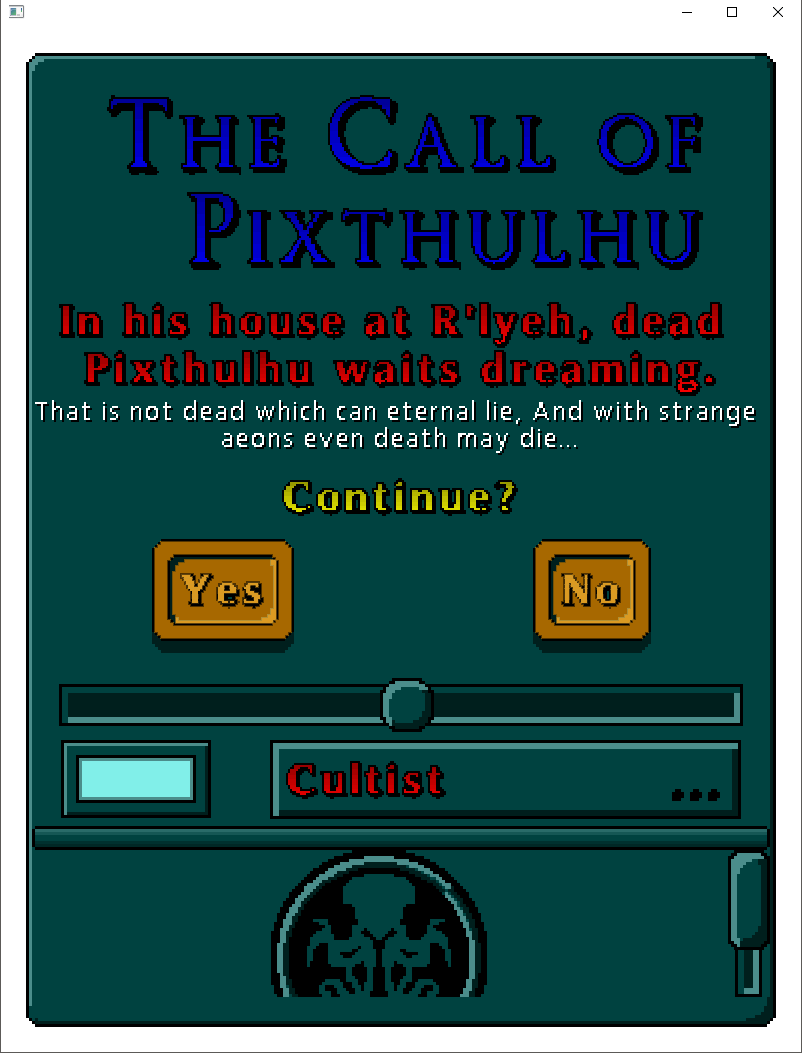 The Call of
Pixthulhu
In his house at R'lyeh, dead
Pixthulhu waits dreaming.
That is not dead which can eternal lie, And with strange
aeons even death may die...
Continue?
Yes No
Cultist ...